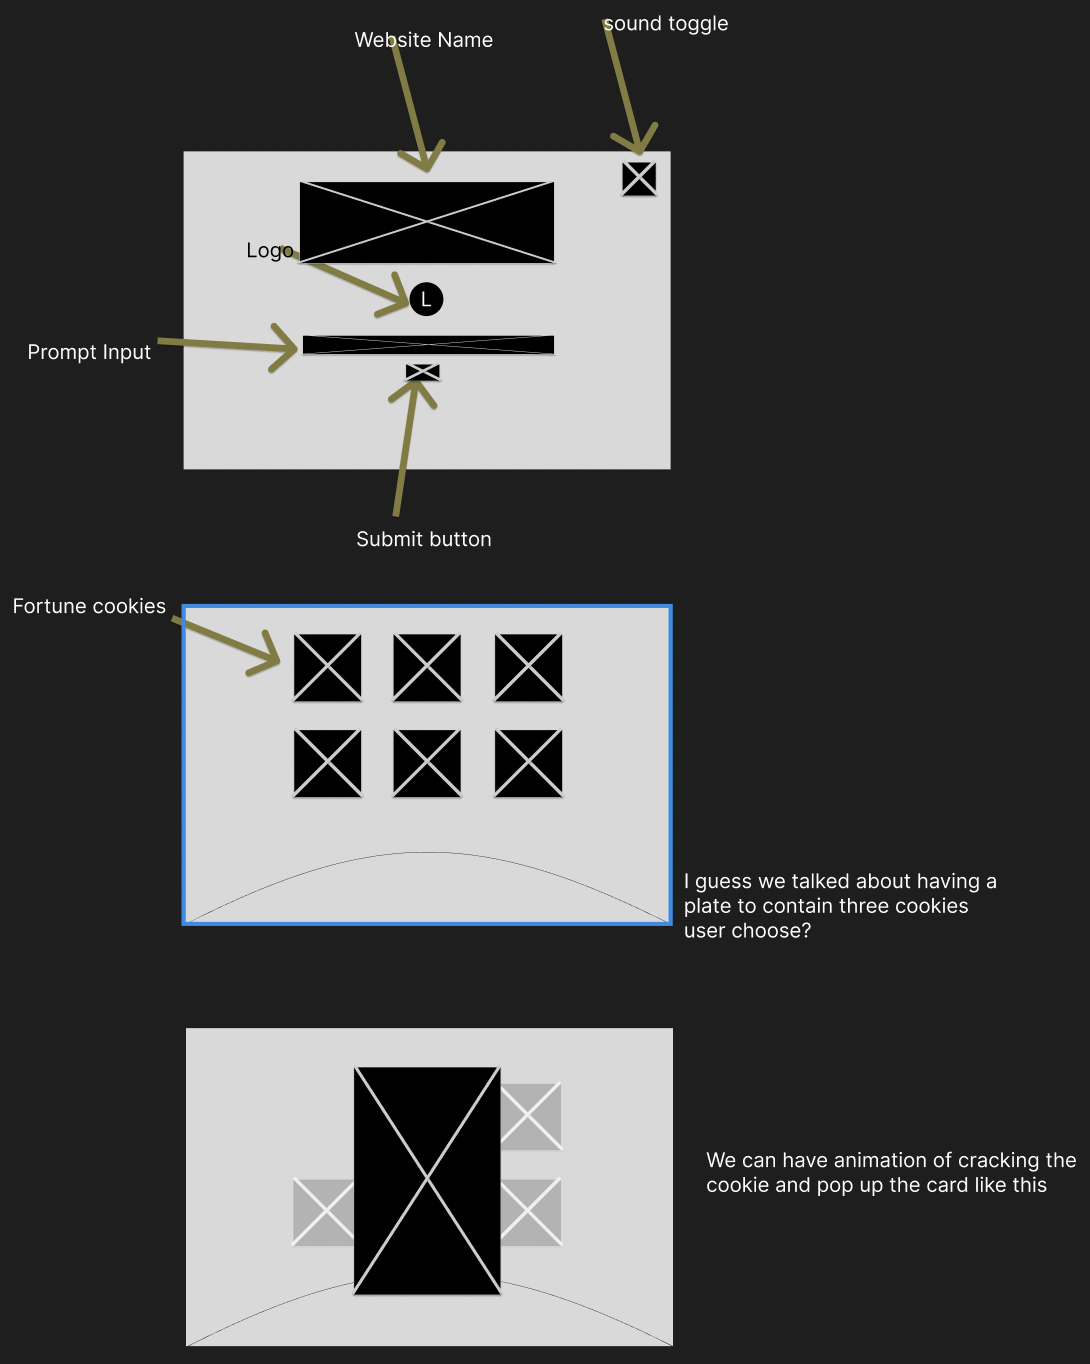 sound toggle
Website Name
Logo
L
Prompt Input
Submit button
Fortune cookies
I guess we talked about having a
plate to contain three cookies
user choose?
We can have animation of cracking the
cookie and pop up the card like this